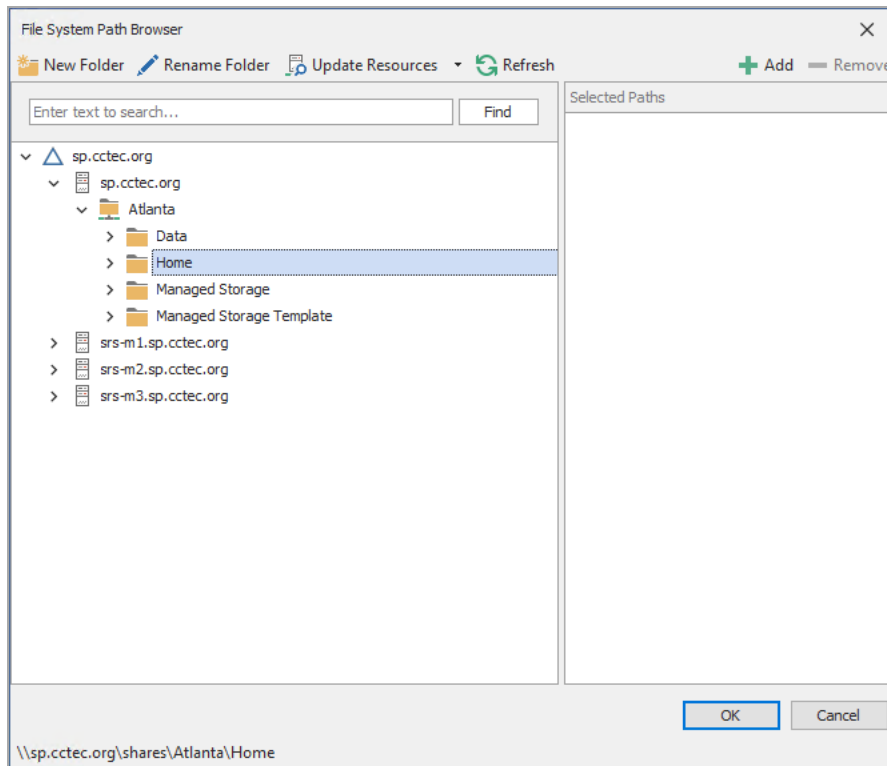 File System Path Browser
New Folder Rename Folder Update Resources Refresh Add Remove
Enter text to search... Find
Selected Paths
sp.cctec.org
sp.cctec.org
Atlanta
Data
Home
Managed Storage
Managed Storage Template
srs-m1.sp.cctec.org
srs-m2.sp.cctec.org
srs-m3.sp.cctec.org
OK Cancel
\\sp.cctec.org\shares\Atlanta\Home